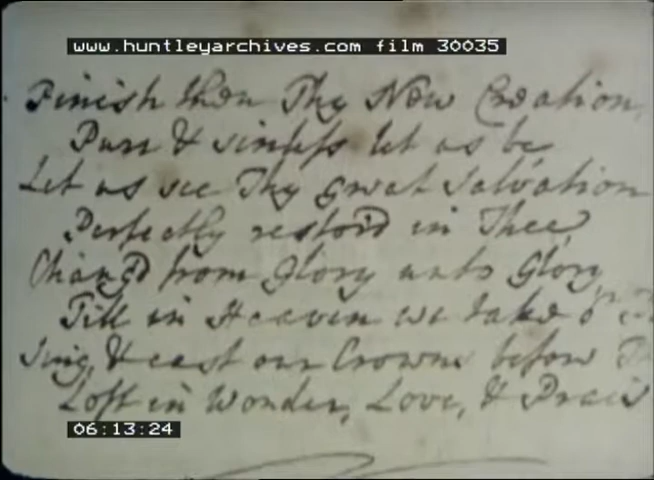 www.huntleyarchives.com film 30035
Finish then Thy New Creation,
Pure & sinless let us be,
Let us see Thy great Salvation
Perfectly restor'd in Thee,
Chang'd from Glory unto Glory,
Till in Heaven we take
Sing, & cast our Crowns before
Lost in Wonder, Love, & Praise
06:13:24